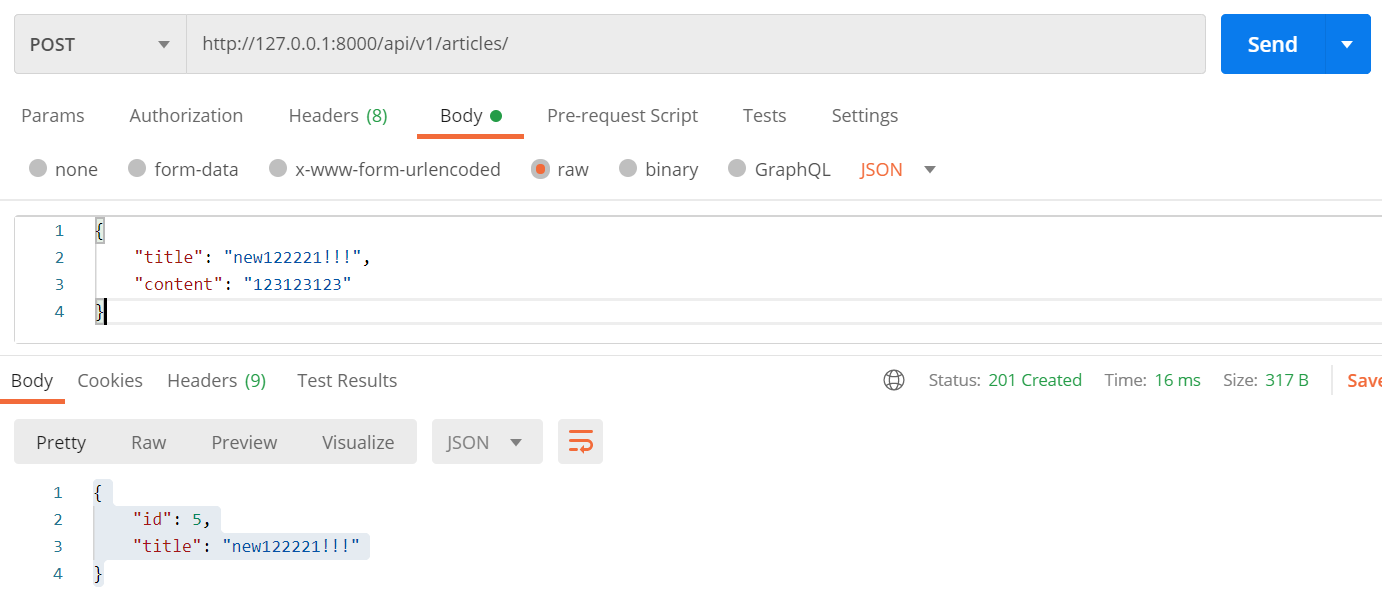 POST http://127.0.0.1:8000/api/v1/articles/ Send
Params Authorization Headers (8) Body Pre-request Script Tests Settings
none form-data x-www-form-urlencoded raw binary GraphQL JSON
1 {
2 "title": "new122221!!!",
3 "content": "123123123"
4 }
Body Cookies Headers (9) Test Results Status: 201 Created Time: 16 ms Size: 317 B Save
Pretty Raw Preview Visualize JSON
1 {
2 "id": 5,
3 "title": "new122221!!!"
4 }